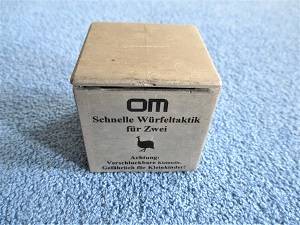 OM
Schnelle Würfeltaktik
für Zwei
Achtung:
Verschluckbare Kleinteile.
Gefährlich für Kleinkinder!